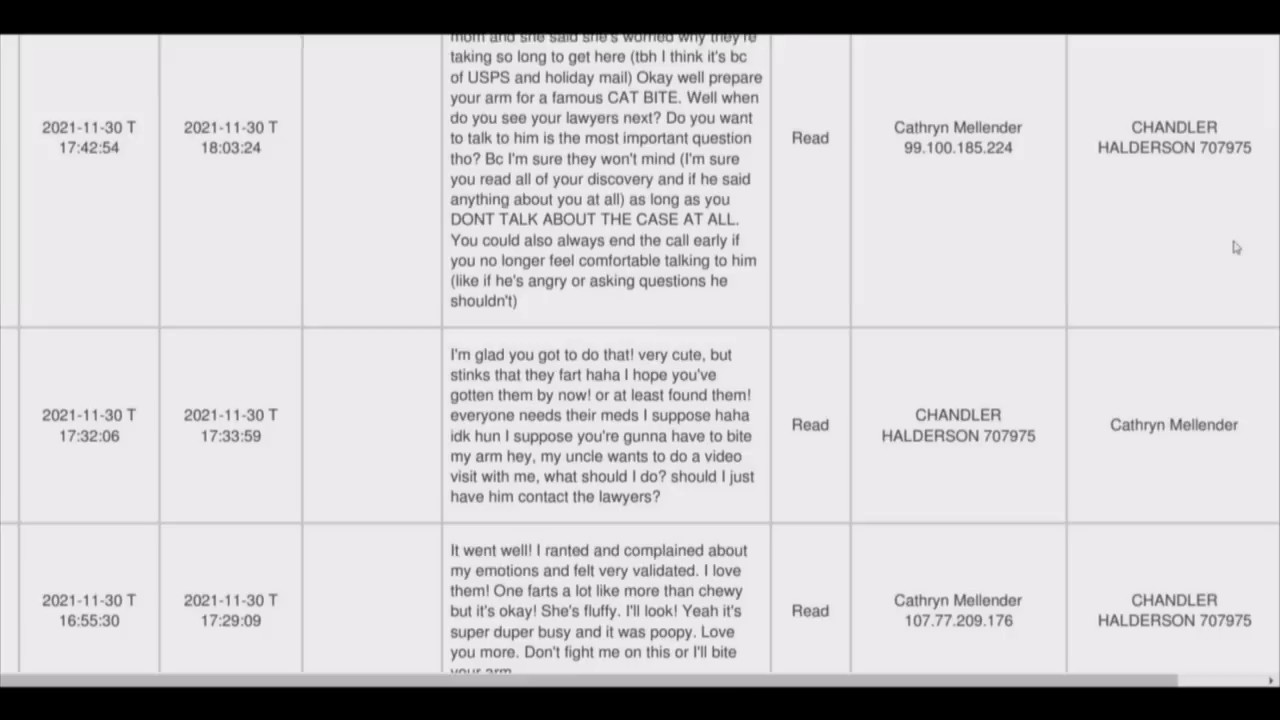 mom and she said she's worried why they're
taking so long to get here (tbh I think it's bc
of USPS and holiday mail) Okay well prepare
your arm for a famous CAT BITE. Well when
do you see your lawyers next? Do you want
to talk to him is the most important question
tho? Bc I'm sure they won't mind (I'm sure
you read all of your discovery and if he said
anything about you at all) as long as you
DONT TALK ABOUT THE CASE AT ALL.
You could also always end the call early if
you no longer feel comfortable talking to him
(like if he's angry or asking questions he
shouldn't)
2021-11-30 T
17:42:54
2021-11-30 T
18:03:24
Read
Cathryn Mellender
99.100.185.224
CHANDLER
HALDERSON 707975
2021-11-30 T
17:32:06
2021-11-30 T
17:33:59
I'm glad you got to do that! very cute, but
stinks that they fart haha I hope you've
gotten them by now! or at least found them!
everyone needs their meds I suppose haha
idk hun I suppose you're gunna have to bite
my arm hey, my uncle wants to do a video
visit with me, what should I do? should I just
have him contact the lawyers?
Read
CHANDLER
HALDERSON 707975
Cathryn Mellender
2021-11-30 T
16:55:30
2021-11-30 T
17:29:09
It went well! I ranted and complained about
my emotions and felt very validated. I love
them! One farts a lot like more than chewy
but it's okay! She's fluffy. I'll look! Yeah it's
super duper busy and it was poopy. Love
you more. Don't fight me on this or I'll bite
your arm
Read
Cathryn Mellender
107.77.209.176
CHANDLER
HALDERSON 707975